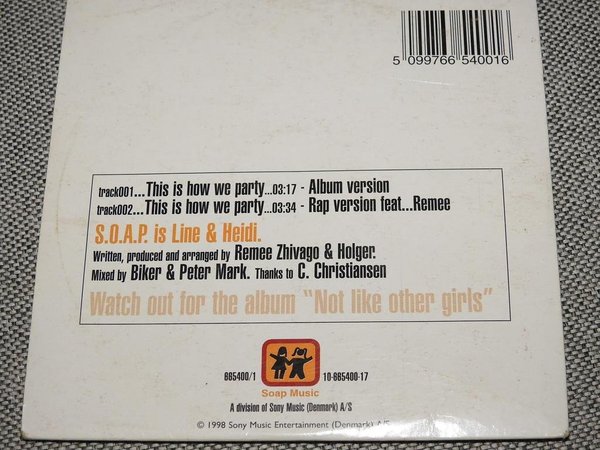 5 099766 540016
track001...This is how we party...03:17 - Album version
track002...This is how we party...03:34 - Rap version feat...Remee
S.O.A.P. is Line & Heidi.
Written, produced and arranged by Remee Zhivago & Holger.
Mixed by Biker & Peter Mark. Thanks to C. Christiansen
Watch out for the album "Not like other girls"
665400/1 10-665400-17
Soap Music
A division of Sony Music (Denmark) A/S
© 1998 Sony Music Entertainment (Denmark) A/S